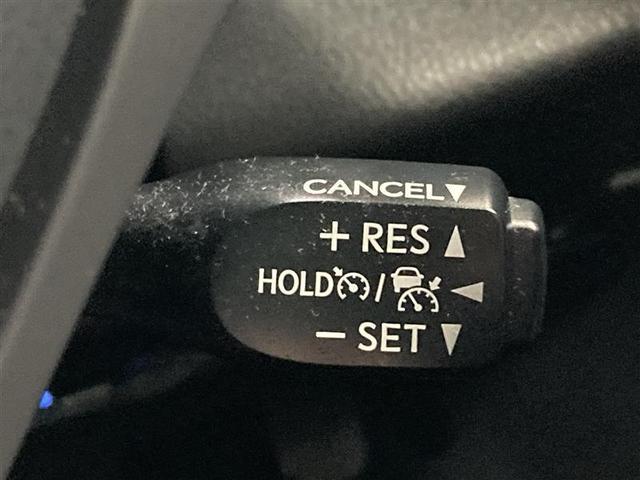 CANCEL▼
+ RES ▲
HOLD / ◀
− SET ▼